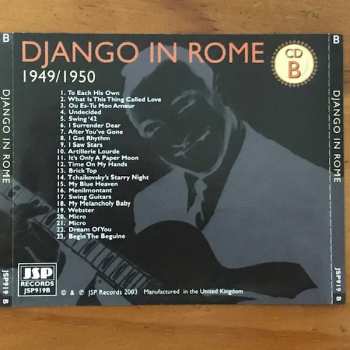 B
DJANGO IN ROME
1949/1950
CD
B
B
DJANGO IN ROME
DJANGO IN ROME
1. To Each His Own
2. What Is This Thing Called Love
3. Ou Es-Tu Mon Amour
4. Undecided
5. Swing '42
6. I Surrender Dear
7. After You've Gone
8. I Got Rhythm
9. I Saw Stars
10. Artillerie Lourde
11. It's Only A Paper Moon
12. Time On My Hands
13. Brick Top
14. Tchaikovsky's Starry Night
15. My Blue Heaven
16. Menilmontant
17. Swing Guitars
18. My Melancholy Baby
19. Webster
20. Micro
21. Micro
22. Dream Of You
23. Begin The Beguine
JSP
RECORDS
JSP919B
© & ℗ JSP Records 2003 Manufactured in the United Kingdom
JSP919 B
JSP919 B